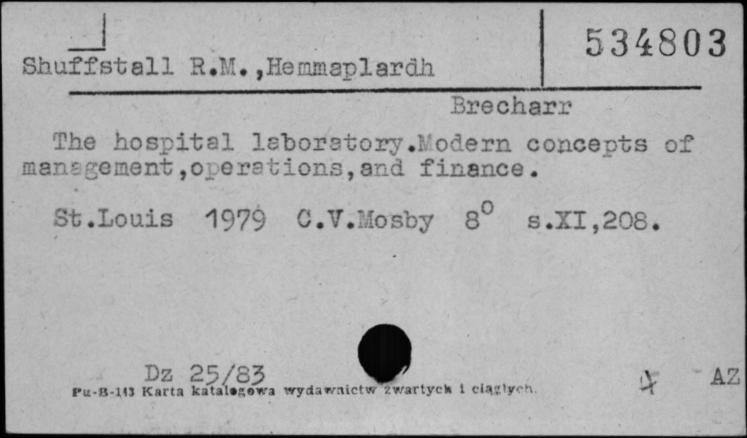 534803
Shuffstall R.M.,Hemmaplardh
Brecharr
The hospital laboratory.Modern concepts of
management,operations,and finance.
St.Louis 1979 C.V.Mosby 8° s.XI,208.
Dz 25/83
AZ
Pu-B-143 Karta katalogowa wydawnictw zwartych i ciągłych.